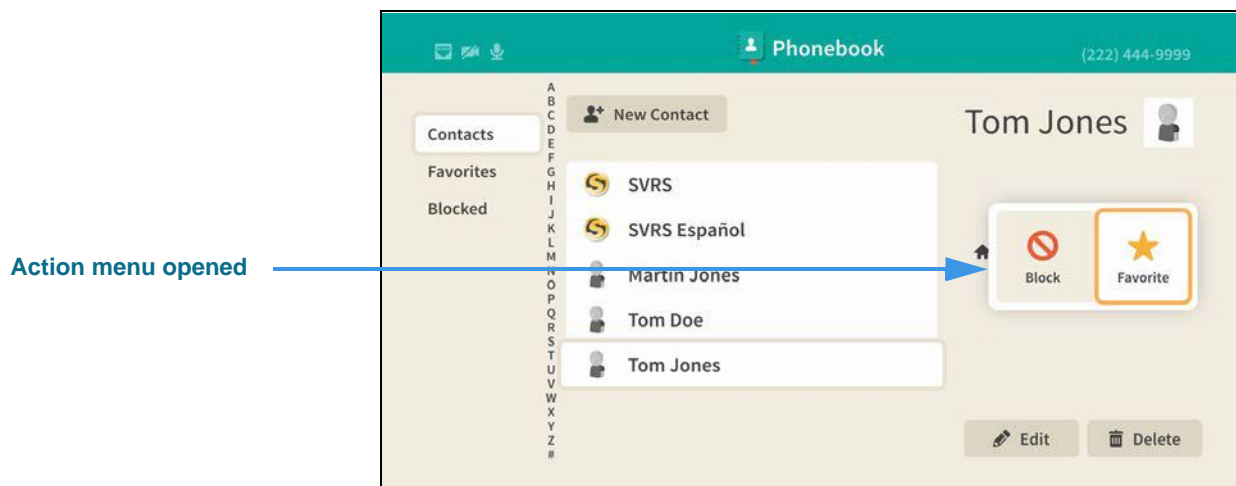 Phonebook
(222) 444-9999
Contacts
Favorites
Blocked
A
B
C
D
E
F
G
H
I
J
K
L
M
N
O
P
Q
R
S
T
U
V
W
X
Y
Z
#
New Contact
SVRS
SVRS Español
Martin Jones
Tom Doe
Tom Jones
Tom Jones
Block
Favorite
Edit
Delete
Action menu opened